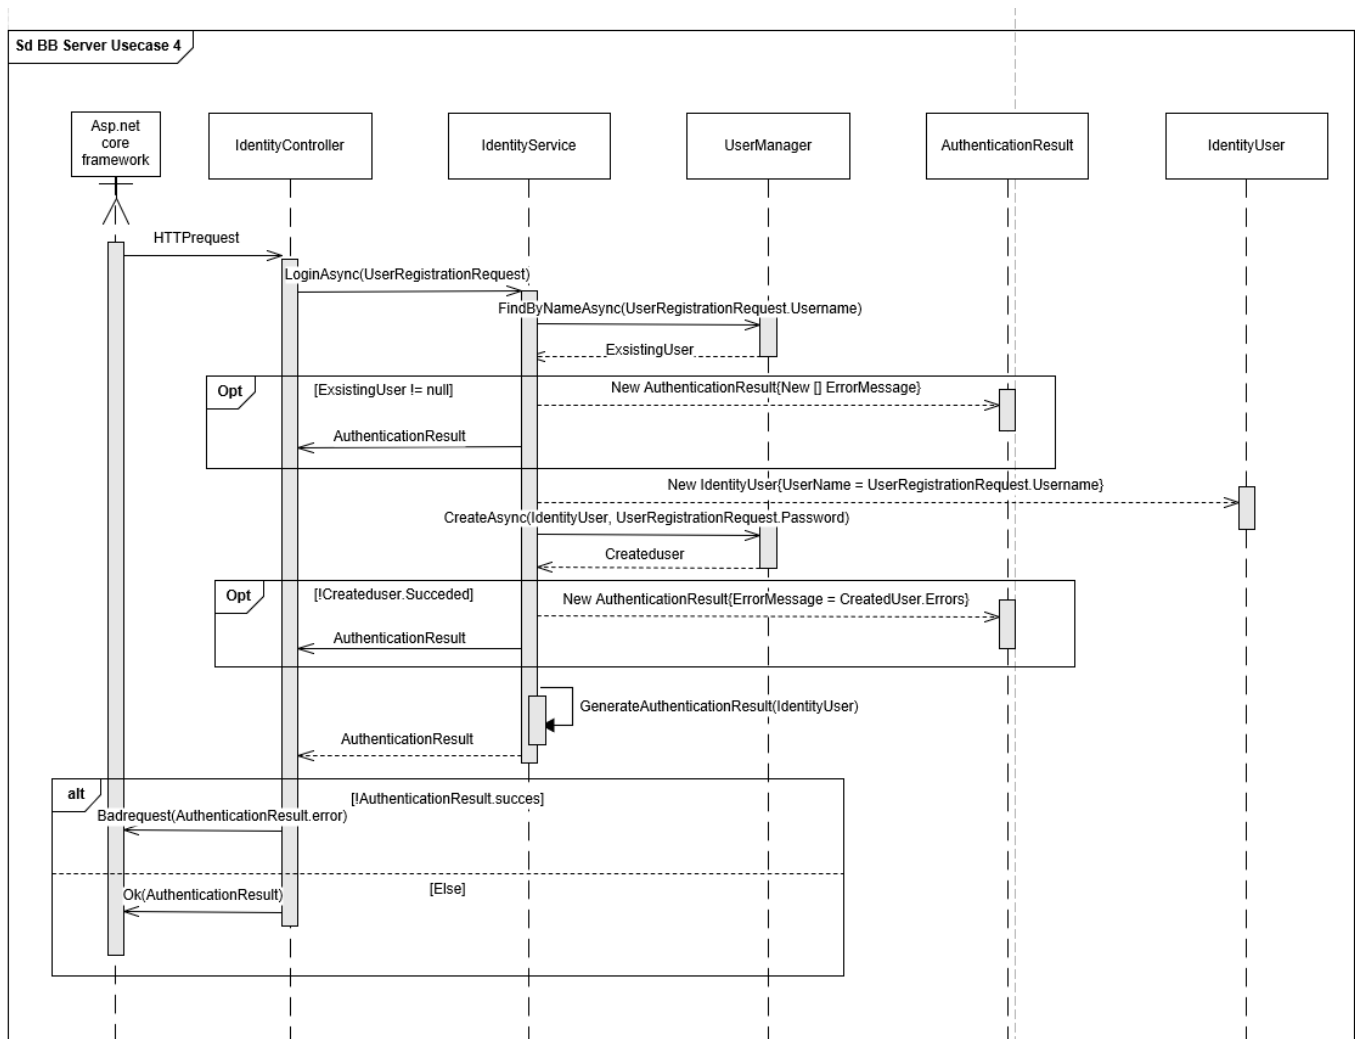 Sd BB Server Usecase 4
Asp.net
core
framework
IdentityController
IdentityService
UserManager
AuthenticationResult
IdentityUser
HTTPrequest
LoginAsync(UserRegistrationRequest)
FindByNameAsync(UserRegistrationRequest.Username)
ExsistingUser
Opt
[ExsistingUser != null]
New AuthenticationResult{New [] ErrorMessage}
AuthenticationResult
New IdentityUser{UserName = UserRegistrationRequest.Username}
CreateAsync(IdentityUser, UserRegistrationRequest.Password)
Createduser
Opt
[!Createduser.Succeded]
New AuthenticationResult{ErrorMessage = CreatedUser.Errors}
AuthenticationResult
GenerateAuthenticationResult(IdentityUser)
AuthenticationResult
alt
[!AuthenticationResult.succes]
Badrequest(AuthenticationResult.error)
[Else]
Ok(AuthenticationResult)